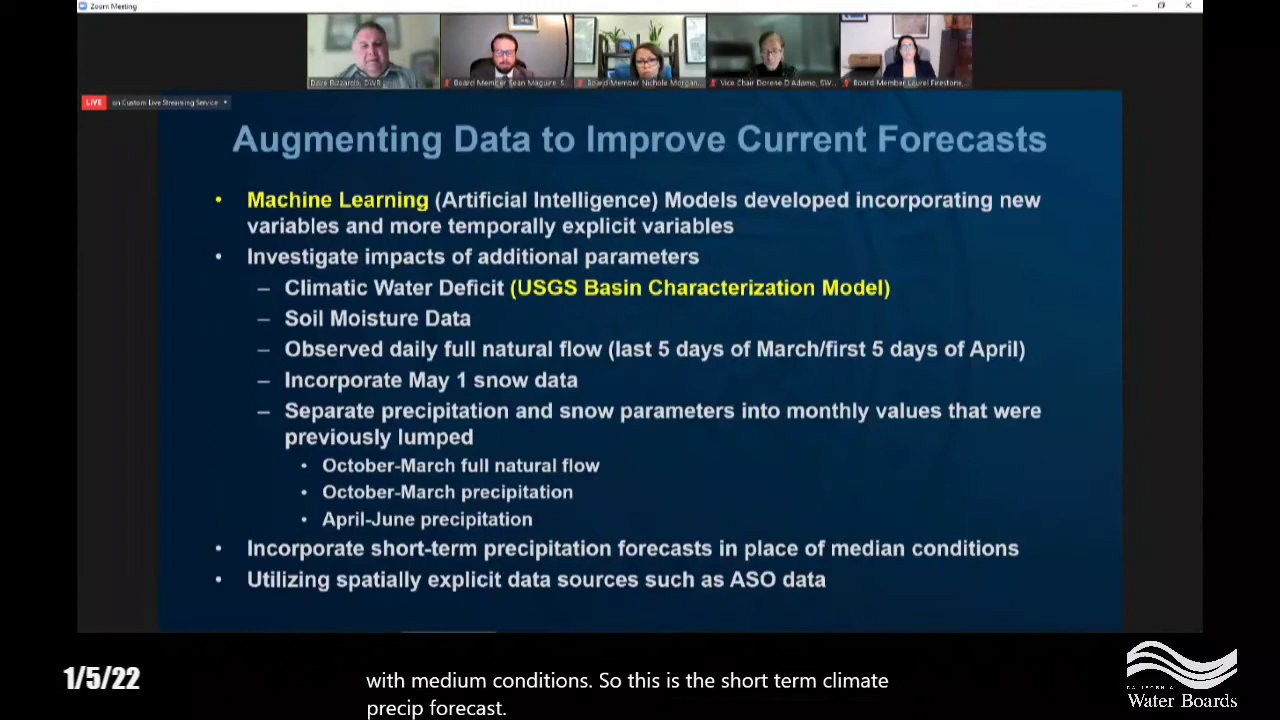 Zoom Meeting
Dave Rizzardo, DWR
Board Member Sean Maguire, S...
Board Member Nichole Morgan,...
Vice Chair Dorene D'Adamo, SW...
Board Member Laurel Firestone,...
LIVE on Custom Live Streaming Service
Augmenting Data to Improve Current Forecasts
• Machine Learning (Artificial Intelligence) Models developed incorporating new
variables and more temporally explicit variables
• Investigate impacts of additional parameters
– Climatic Water Deficit (USGS Basin Characterization Model)
– Soil Moisture Data
– Observed daily full natural flow (last 5 days of March/first 5 days of April)
– Incorporate May 1 snow data
– Separate precipitation and snow parameters into monthly values that were
previously lumped
• October-March full natural flow
• October-March precipitation
• April-June precipitation
• Incorporate short-term precipitation forecasts in place of median conditions
• Utilizing spatially explicit data sources such as ASO data
1/5/22
with medium conditions. So this is the short term climate
precip forecast.
CALIFORNIA
Water Boards